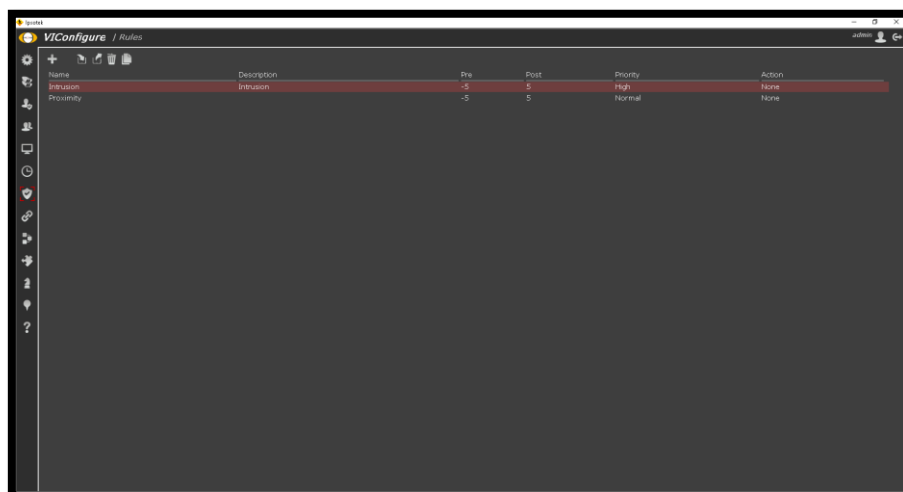 Ipsotek
VIConfigure / Rules
admin
Name Description Pre Post Priority Action
Intrusion Intrusion -5 5 High None
Proximity -5 5 Normal None
?